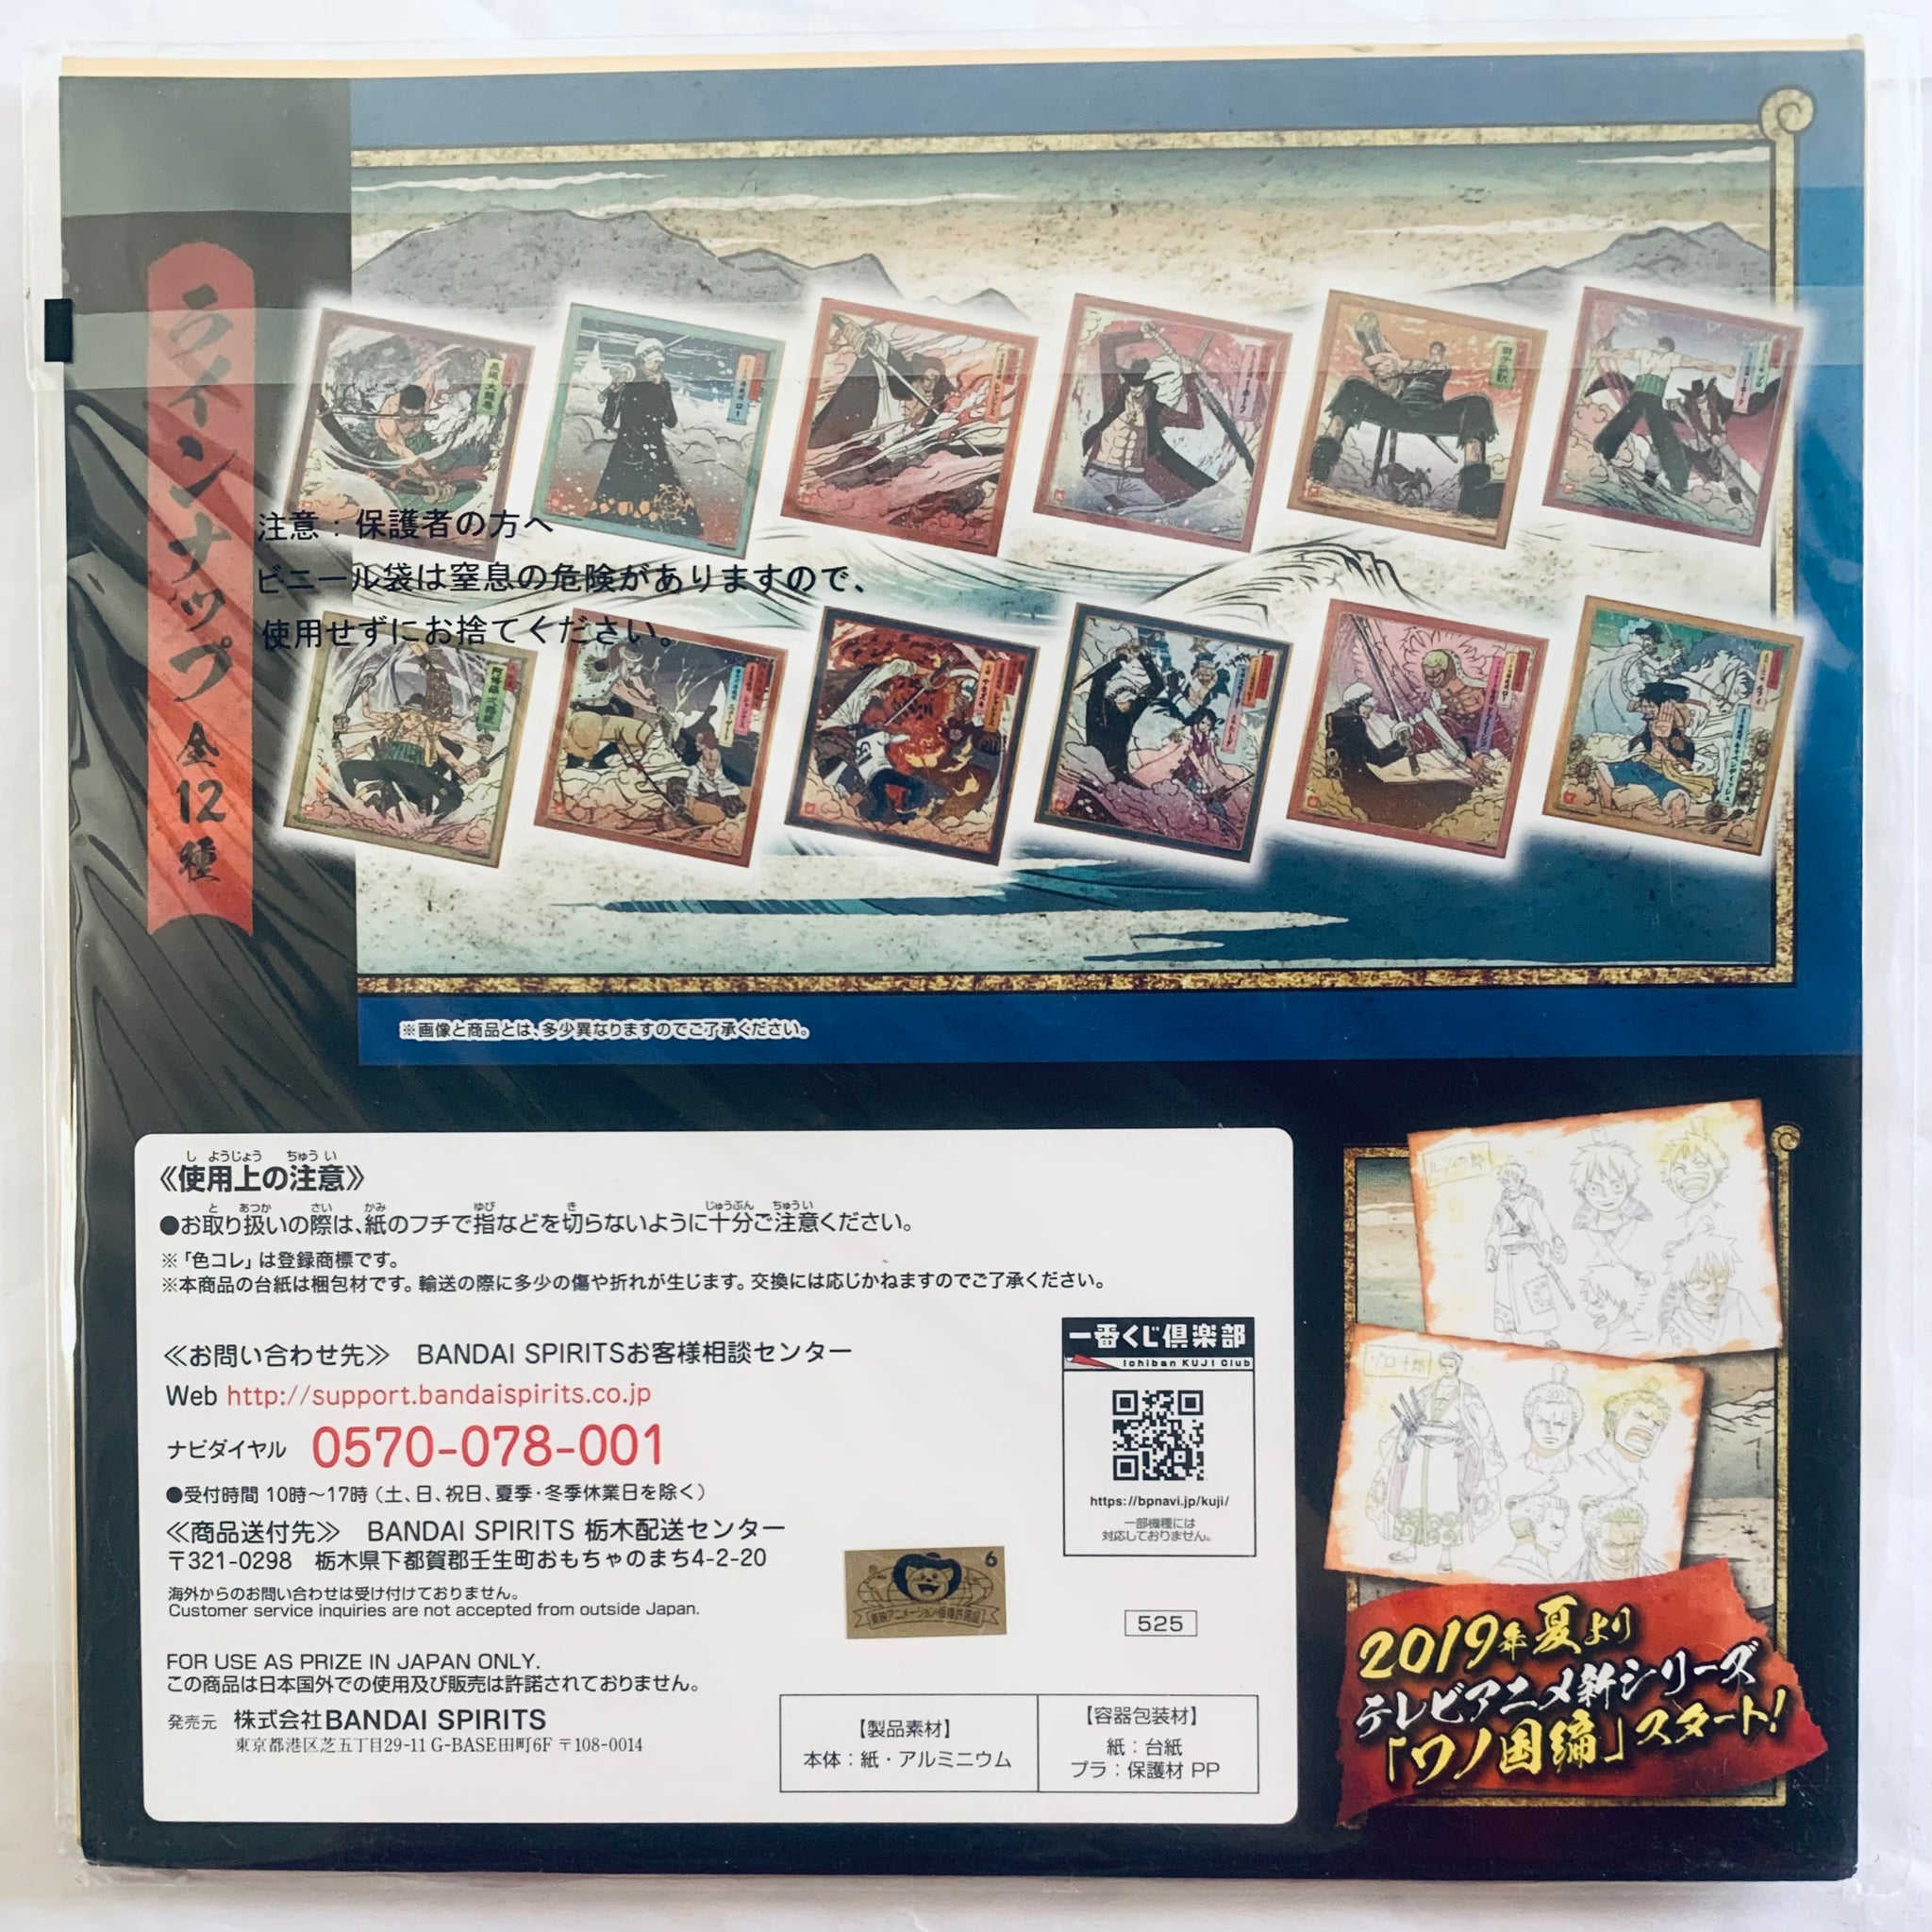 ラインナップ 全12種
注意：保護者の方へ
ビニール袋は窒息の危険がありますので、
使用せずにお捨てください。
※画像と商品とは、多少異なりますのでご了承ください。
《使用上の注意》
●お取り扱いの際は、紙のフチで指などを切らないように十分ご注意ください。
※「色コレ」は登録商標です。
※本商品の台紙は梱包材です。輸送の際に多少の傷や折れが生じます。交換には応じかねますのでご了承ください。
≪お問い合わせ先≫ BANDAI SPIRITSお客様相談センター
Web http://support.bandaispirits.co.jp
ナビダイヤル 0570-078-001
●受付時間 10時～17時（土、日、祝日、夏季・冬季休業日を除く）
≪商品送付先≫ BANDAI SPIRITS 栃木配送センター
〒321-0298 栃木県下都賀郡壬生町おもちゃのまち4-2-20
海外からのお問い合わせは受け付けておりません。
Customer service inquiries are not accepted from outside Japan.
FOR USE AS PRIZE IN JAPAN ONLY.
この商品は日本国外での使用及び販売は許諾されておりません。
発売元 株式会社BANDAI SPIRITS
東京都港区芝五丁目29-11 G-BASE田町6F 〒108-0014
一番くじ倶楽部
Ichiban KUJI Club
https://bpnavi.jp/kuji/
一部機種には
対応しておりません。
6
525
【製品素材】
本体：紙・アルミニウム
【容器包装材】
紙：台紙
プラ：保護材 PP
2019年夏より
テレビアニメ新シリーズ
「ワノ国編」スタート!